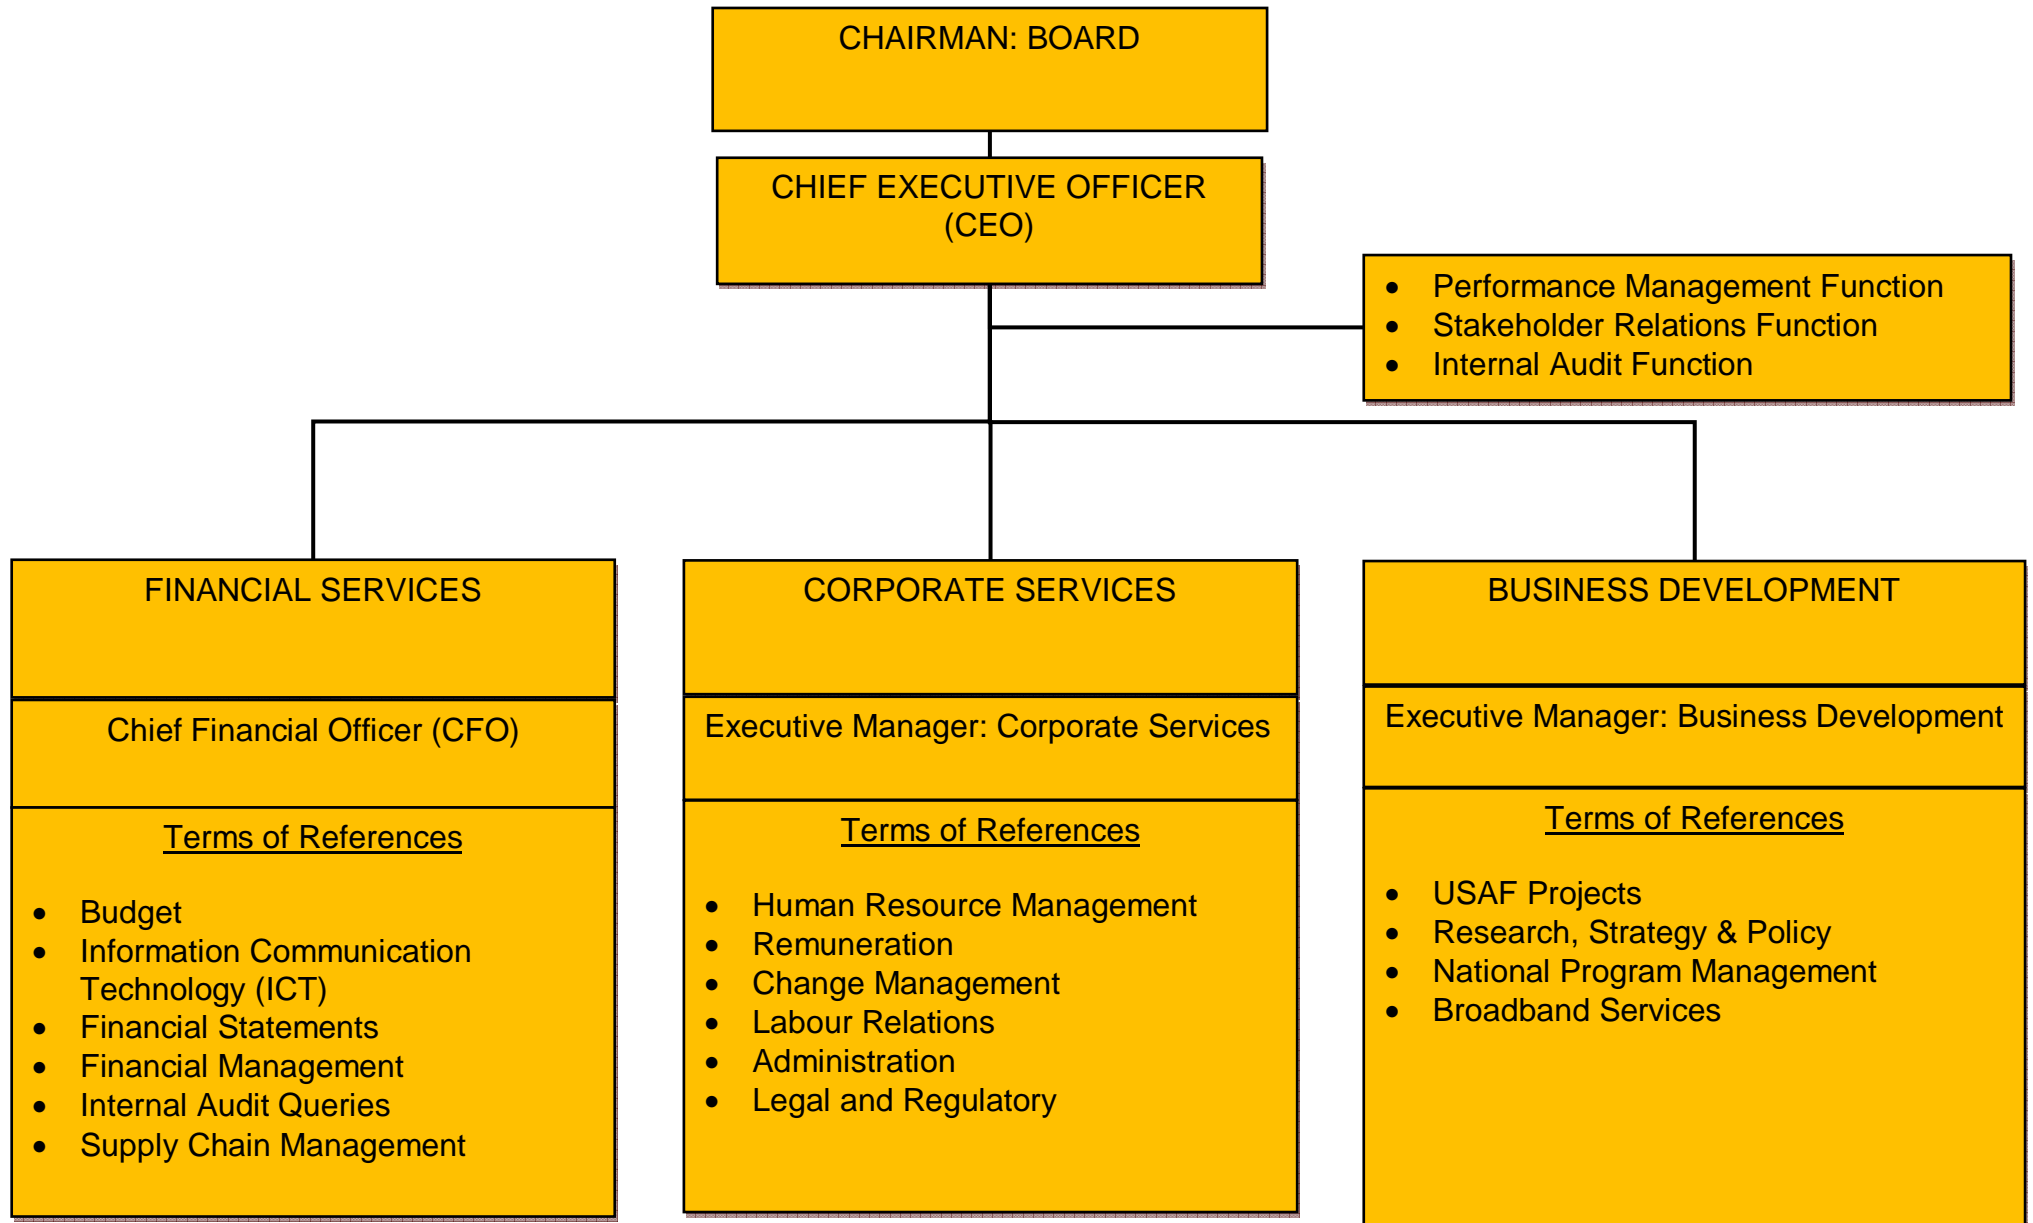 CHAIRMAN: BOARD
CHIEF EXECUTIVE OFFICER
(CEO)
• Performance Management Function
• Stakeholder Relations Function
• Internal Audit Function
FINANCIAL SERVICES
Chief Financial Officer (CFO)
Terms of References
• Budget
• Information Communication
Technology (ICT)
• Financial Statements
• Financial Management
• Internal Audit Queries
• Supply Chain Management
CORPORATE SERVICES
Executive Manager: Corporate Services
Terms of References
• Human Resource Management
• Remuneration
• Change Management
• Labour Relations
• Administration
• Legal and Regulatory
BUSINESS DEVELOPMENT
Executive Manager: Business Development
Terms of References
• USAF Projects
• Research, Strategy & Policy
• National Program Management
• Broadband Services